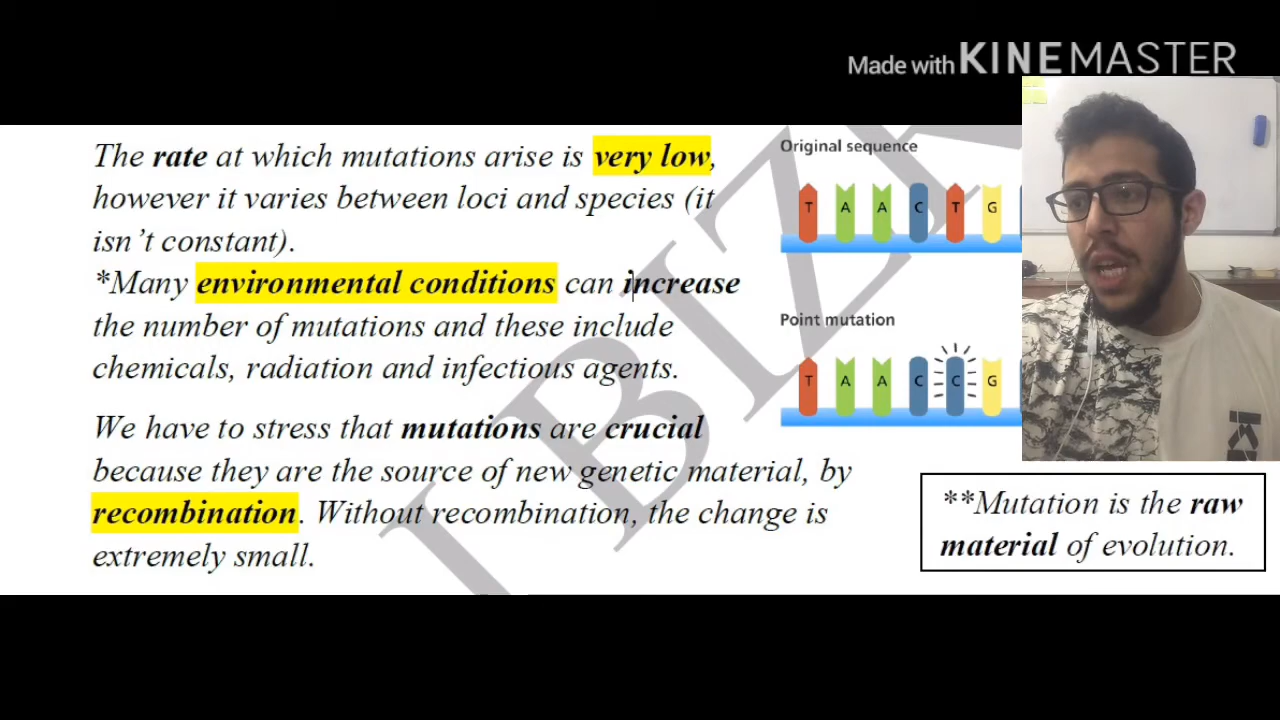 Made with KINEMASTER
The rate at which mutations arise is very low,
however it varies between loci and species (it
isn't constant).
*Many environmental conditions can increase
the number of mutations and these include
chemicals, radiation and infectious agents.
We have to stress that mutations are crucial
because they are the source of new genetic material, by
recombination. Without recombination, the change is
extremely small.
Original sequence
T A A C T G
Point mutation
T A A C C G
**Mutation is the raw
material of evolution.